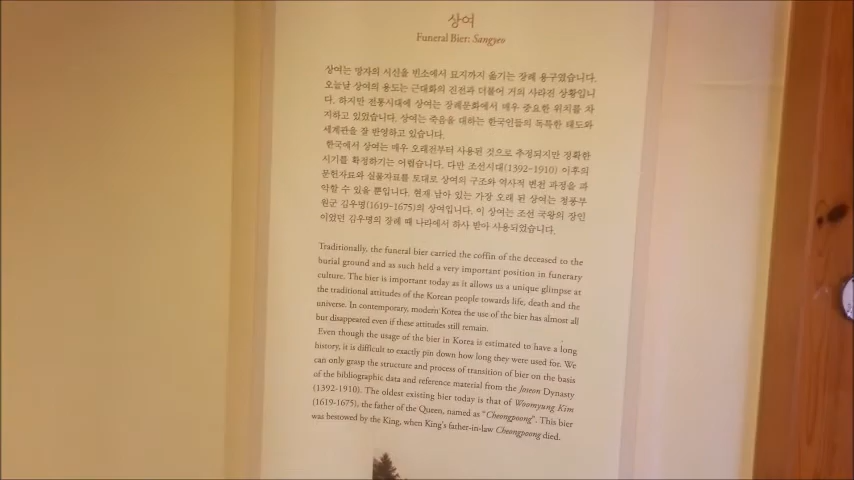 상여
Funeral Bier: Sangyeo
상여는 망자의 시신을 빈소에서 묘지까지 옮기는 장례 용구였습니다.
오늘날 상여의 용도는 근대화의 진전과 더불어 거의 사라진 상황입니
다. 하지만 전통시대에 상여는 장례문화에서 매우 중요한 위치를 차
지하고 있었습니다. 상여는 죽음을 대하는 한국인들의 독특한 태도와
세계관을 잘 반영하고 있습니다.
한국에서 상여는 매우 오래전부터 사용된 것으로 추정되지만 정확한
시기를 확정하기는 어렵습니다. 다만 조선시대(1392-1910) 이후의
문헌자료와 실물자료를 토대로 상여의 구조와 역사적 변천 과정을 파
악할 수 있을 뿐입니다. 현재 남아 있는 가장 오래 된 상여는 청풍부
원군 김우명(1619-1675)의 상여입니다. 이 상여는 조선 국왕의 장인
이었던 김우명의 장례 때 나라에서 하사 받아 사용되었습니다.
Traditionally, the funeral bier carried the coffin of the deceased to the
burial ground and as such held a very important position in funerary
culture. The bier is important today as it allows us a unique glimpse at
the traditional attitudes of the Korean people towards life, death and the
universe. In contemporary, modern Korea the use of the bier has almost all
but disappeared even if these attitudes still remain.
Even though the usage of the bier in Korea is estimated to have a long
history, it is difficult to exactly pin down how long they were used for. We
can only grasp the structure and process of transition of bier on the basis
of the bibliographic data and reference material from the Joseon Dynasty
(1392-1910). The oldest existing bier today is that of Woomyung Kim
(1619-1675), the father of the Queen, named as "Cheongpoong". This bier
was bestowed by the King, when King's father-in-law Cheongpoong died.